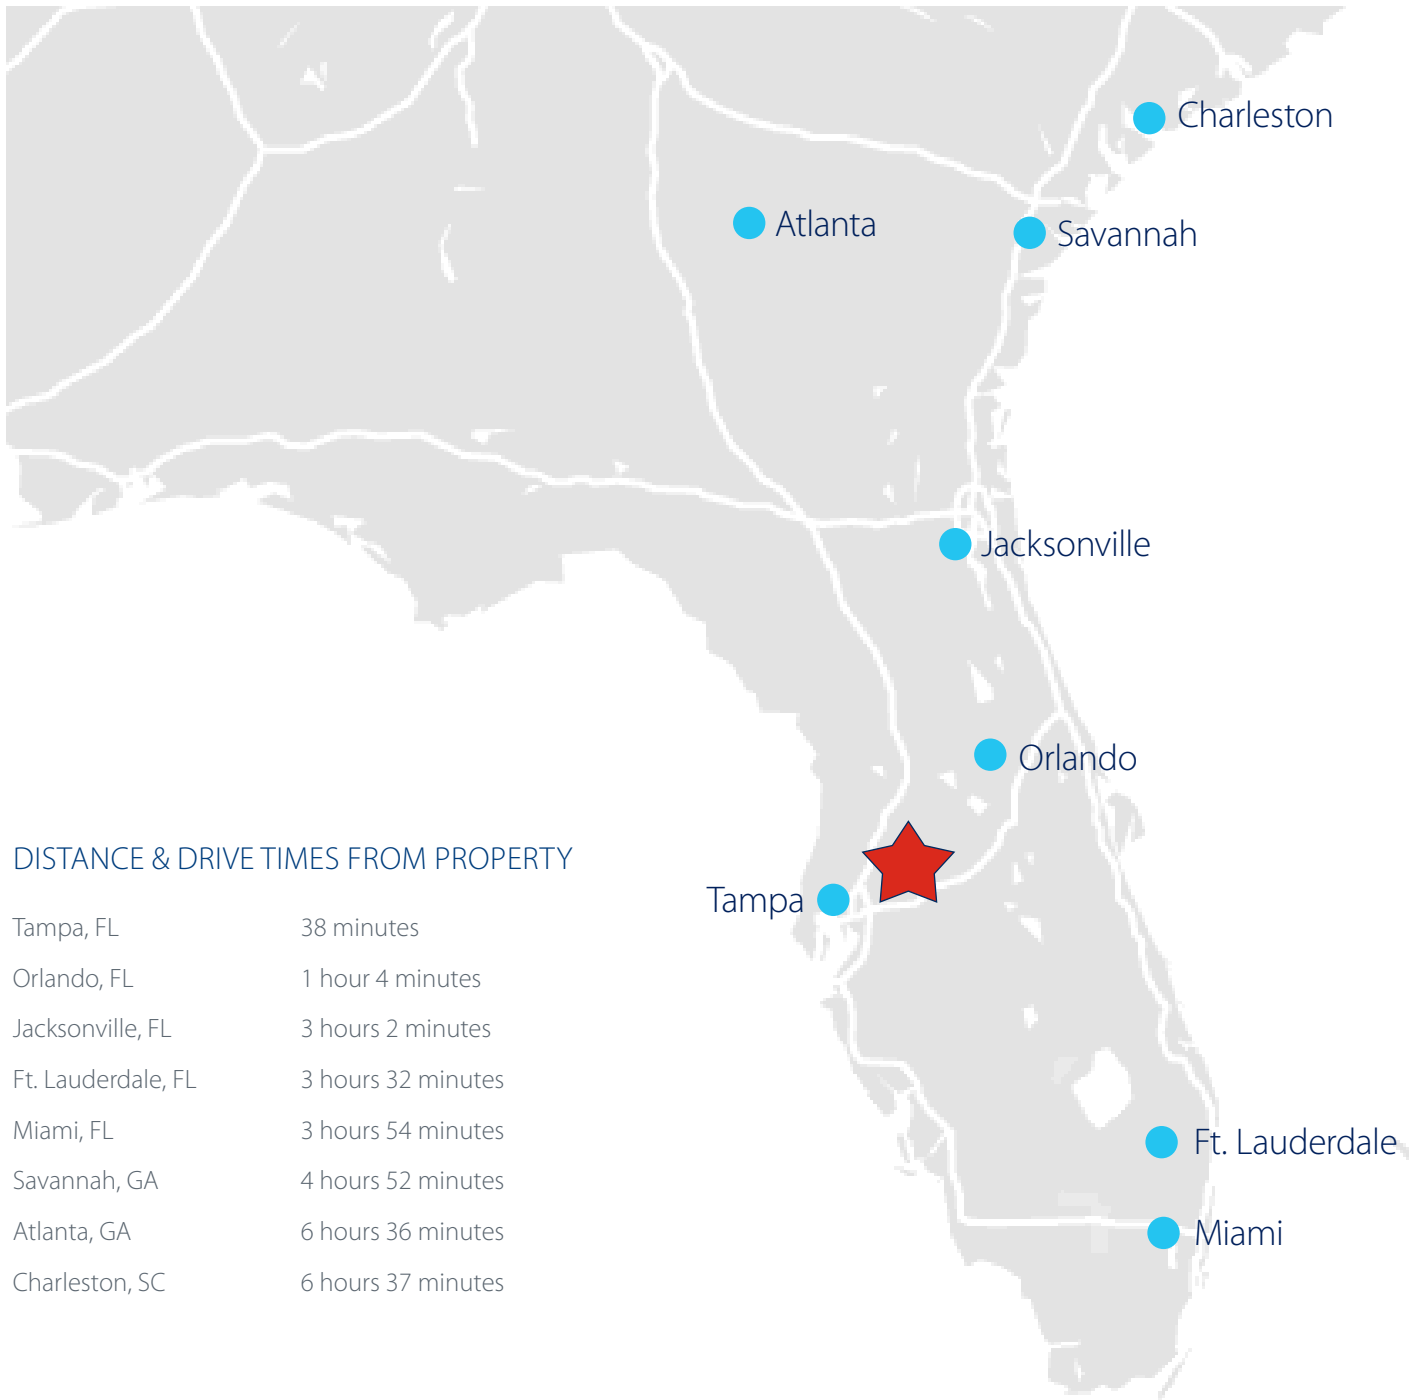 Charleston
Atlanta
Savannah
Jacksonville
Orlando
DISTANCE & DRIVE TIMES FROM PROPERTY
Tampa
Tampa, FL 38 minutes
Orlando, FL 1 hour 4 minutes
Jacksonville, FL 3 hours 2 minutes
Ft. Lauderdale, FL 3 hours 32 minutes
Miami, FL 3 hours 54 minutes
Savannah, GA 4 hours 52 minutes
Atlanta, GA 6 hours 36 minutes
Charleston, SC 6 hours 37 minutes
Ft. Lauderdale
Miami